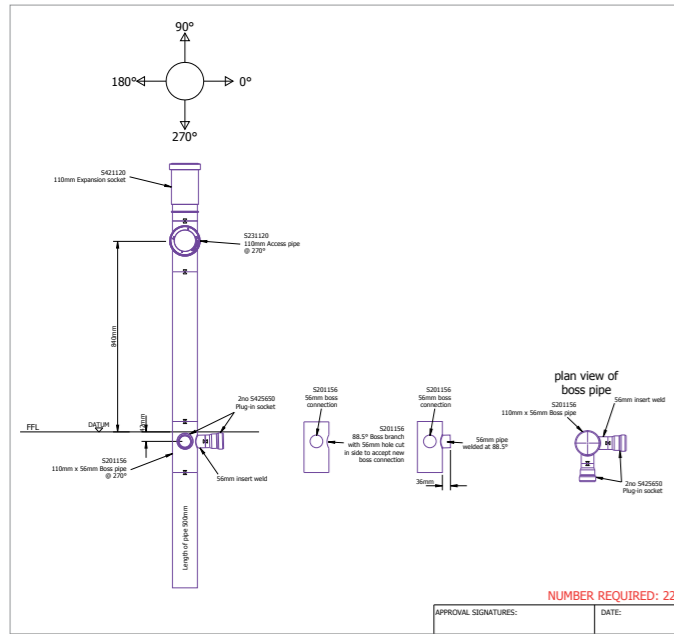 90°
180°
0°
270°
S421120
110mm Expansion socket
S231120
110mm Access pipe
@ 270°
840mm
2no S425650
Plug-in socket
FFL
DATUM
S201156
110mm x 56mm Boss pipe
@ 270°
56mm insert weld
Length of pipe 500mm
S201156
56mm boss
connection
S201156
88.5° Boss branch
with 56mm hole cut
in side to accept new
boss connection
S201156
56mm boss
connection
56mm pipe
welded at 88.5°
36mm
plan view of
boss pipe
S201156
110mm x 56mm Boss pipe
56mm insert weld
2no S425650
Plug-in socket
NUMBER REQUIRED: 22
APPROVAL SIGNATURES:
DATE: